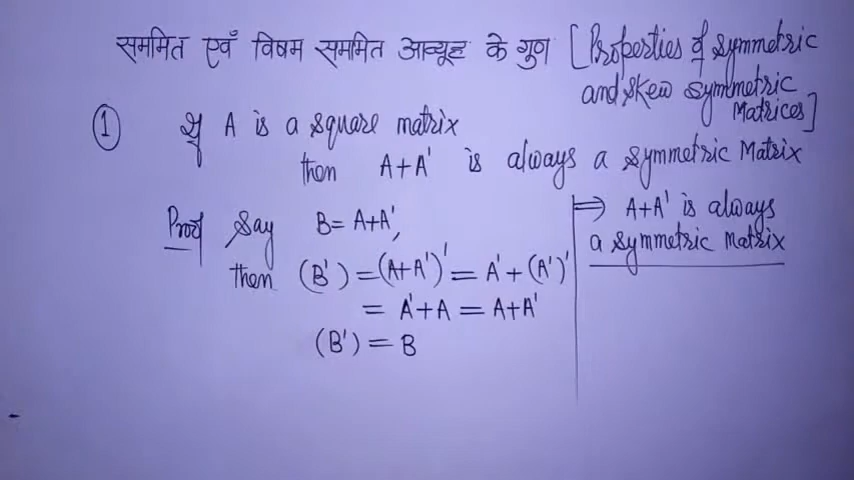 सममित एवँ विषम सममित आव्यूह के गुण [Properties of symmetric
and skew symmetric
Matrices]
① If A is a square matrix
then A+A' is always a symmetric Matrix
Proof Say B = A+A',
then (B') = (A+A')' = A' + (A')'
= A'+A = A+A'
(B') = B
⇒ A+A' is always
a symmetric Matrix